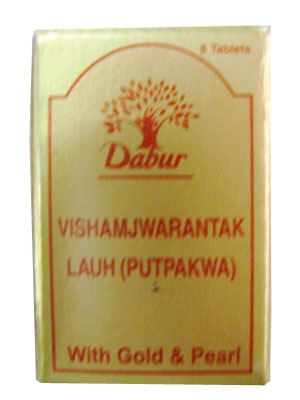 5 Tablets
Dabur
VISHAMJWARANTAK
LAUH (PUTPAKWA)
With Gold & Pearl